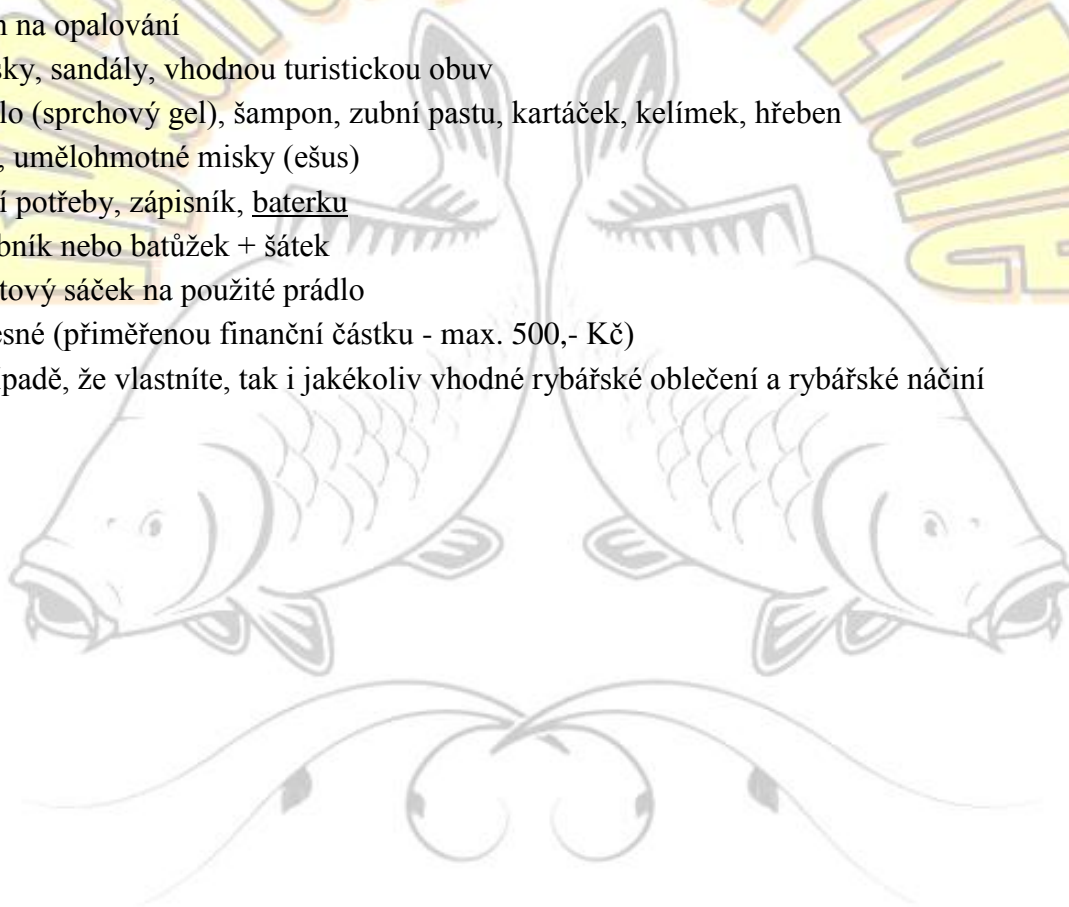 n na opalování
sky, sandály, vhodnou turistickou obuv
lo (sprchový gel), šampon, zubní pastu, kartáček, kelímek, hřeben
, umělohmotné misky (ešus)
í potřeby, zápisník, baterku
bník nebo batůžek + šátek
tový sáček na použité prádlo
esné (přiměřenou finanční částku - max. 500,- Kč)
ípadě, že vlastníte, tak i jakékoliv vhodné rybářské oblečení a rybářské náčiní